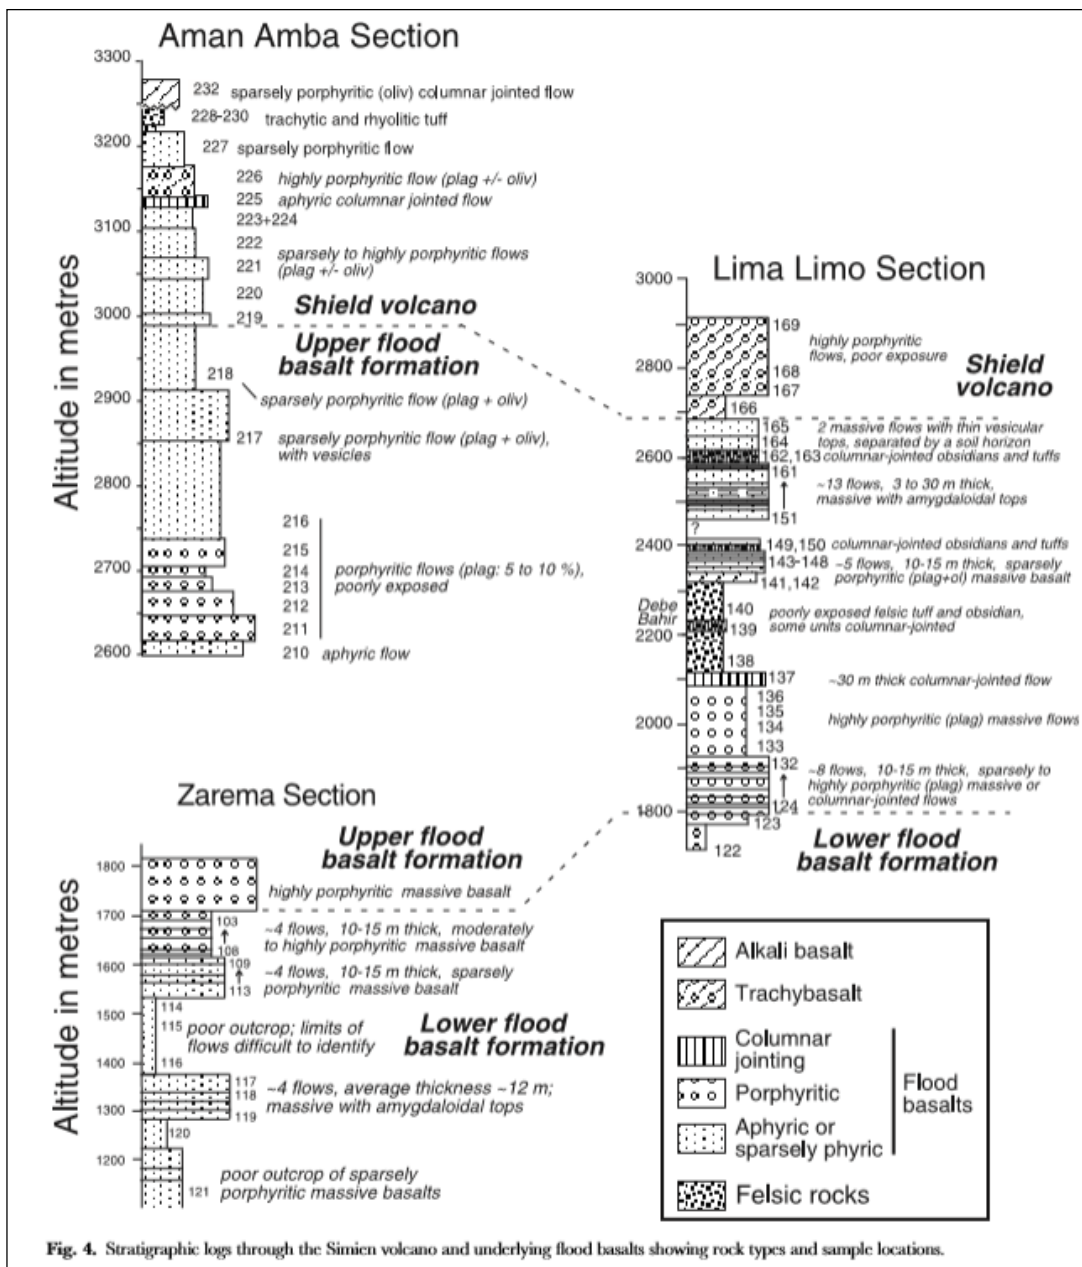 Aman Amba Section
3300
232 sparsely porphyritic (oliv) columnar jointed flow
228-230 trachytic and rhyolitic tuff
3200
227 sparsely porphyritic flow
226 highly porphyritic flow (plag +/- oliv)
225 aphyric columnar jointed flow
223+224
3100
222
sparsely to highly porphyritic flows
221 (plag +/- oliv)
220
3000
219
Shield volcano
Upper flood
basalt formation
218
2900
sparsely porphyritic flow (plag + oliv)
217 sparsely porphyritic flow (plag + oliv),
with vesicles
2800
216
215
2700
214 porphyritic flows (plag: 5 to 10 %),
213 poorly exposed
212
211
2600
210 aphyric flow
Altitude in metres
Lima Limo Section
3000
169
highly porphyritic
flows, poor exposure
2800
168
167
Shield
volcano
166
165 2 massive flows with thin vesicular
164 tops, separated by a soil horizon
2600
162,163 columnar-jointed obsidians and tuffs
161
~13 flows, 3 to 30 m thick,
massive with amygdaloidal tops
151
?
2400
149,150 columnar-jointed obsidians and tuffs
143-148 ~5 flows, 10-15 m thick, sparsely
141,142 porphyritic (plag+ol) massive basalt
Debe
Bahir
140 poorly exposed felsic tuff and obsidian,
139 some units columnar-jointed
2200
138
137 ~30 m thick columnar-jointed flow
136
135
2000
134 highly porphyritic (plag) massive flows
133
132
~8 flows, 10-15 m thick, sparsely to
highly porphyritic (plag) massive or
columnar-jointed flows
124
1800
123
122
Lower flood
basalt formation
Zarema Section
Upper flood
basalt formation
1800
highly porphyritic massive basalt
1700
103
~4 flows, 10-15 m thick, moderately
to highly porphyritic massive basalt
108
1600
109
~4 flows, 10-15 m thick, sparsely
porphyritic massive basalt
113
114
1500
115 poor outcrop; limits of
flows difficult to identify
Lower flood
basalt formation
1400
116
117
~4 flows, average thickness ~12 m;
118
massive with amygdaloidal tops
1300
119
120
1200
poor outcrop of sparsely
121 porphyritic massive basalts
Altitude in metres
Alkali basalt
Trachybasalt
Columnar
jointing
Porphyritic
Aphyric or
sparsely phyric
Flood
basalts
Felsic rocks
Fig. 4. Stratigraphic logs through the Simien volcano and underlying flood basalts showing rock types and sample locations.